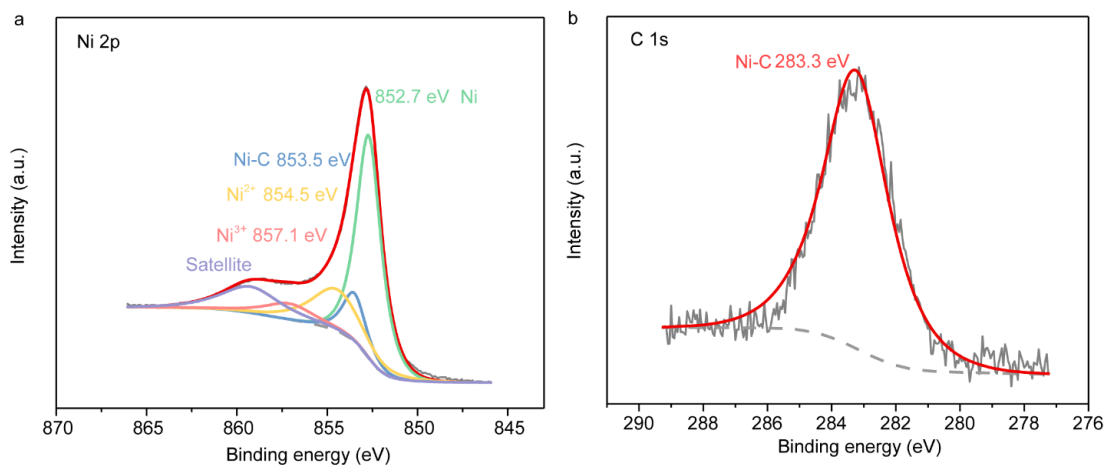 a
Ni 2p
852.7 eV Ni
Ni-C 853.5 eV
Ni²⁺ 854.5 eV
Ni³⁺ 857.1 eV
Satellite
Intensity (a.u.)
870 865 860 855 850 845
Binding energy (eV)
b
C 1s
Ni-C 283.3 eV
Intensity (a.u.)
290 288 286 284 282 280 278 276
Binding energy (eV)